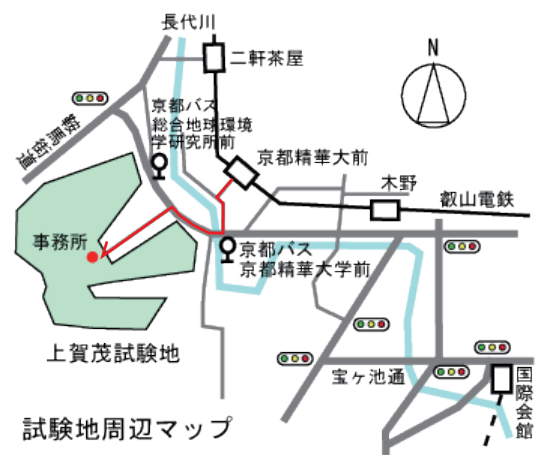 長代川
二軒茶屋
N
鞍馬街道
京都バス
総合地球環境
学研究所前
京都精華大前
木野
叡山電鉄
事務所
京都バス
京都精華大学前
上賀茂試験地
宝ヶ池通
国際会館
試験地周辺マップ